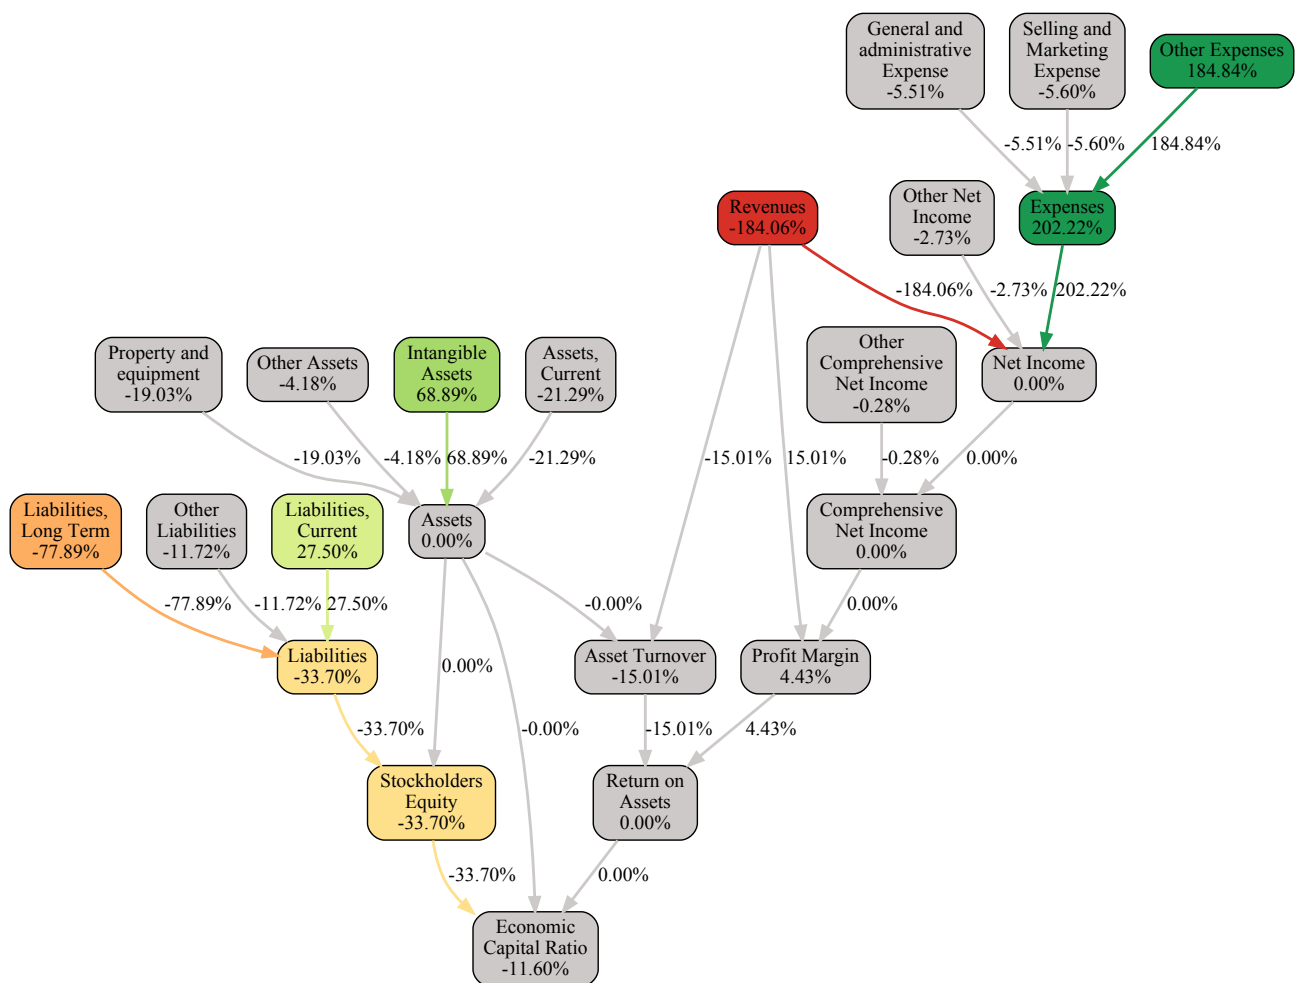 General and
administrative
Expense
-5.51%
Selling and
Marketing
Expense
-5.60%
Other Expenses
184.84%
-5.51%
-5.60%
184.84%
Revenues
-184.06%
Other Net
Income
-2.73%
Expenses
202.22%
-184.06%
-2.73%
202.22%
Property and
equipment
-19.03%
Other Assets
-4.18%
Intangible
Assets
68.89%
Assets,
Current
-21.29%
Other
Comprehensive
Net Income
-0.28%
Net Income
0.00%
-19.03%
-4.18%
68.89%
-21.29%
-15.01%
15.01%
-0.28%
0.00%
Liabilities,
Long Term
-77.89%
Other
Liabilities
-11.72%
Liabilities,
Current
27.50%
Assets
0.00%
Comprehensive
Net Income
0.00%
-77.89%
-11.72%
27.50%
-0.00%
0.00%
Liabilities
-33.70%
0.00%
Asset Turnover
-15.01%
Profit Margin
4.43%
-33.70%
-0.00%
-15.01%
4.43%
Stockholders
Equity
-33.70%
Return on
Assets
0.00%
-33.70%
0.00%
Economic
Capital Ratio
-11.60%